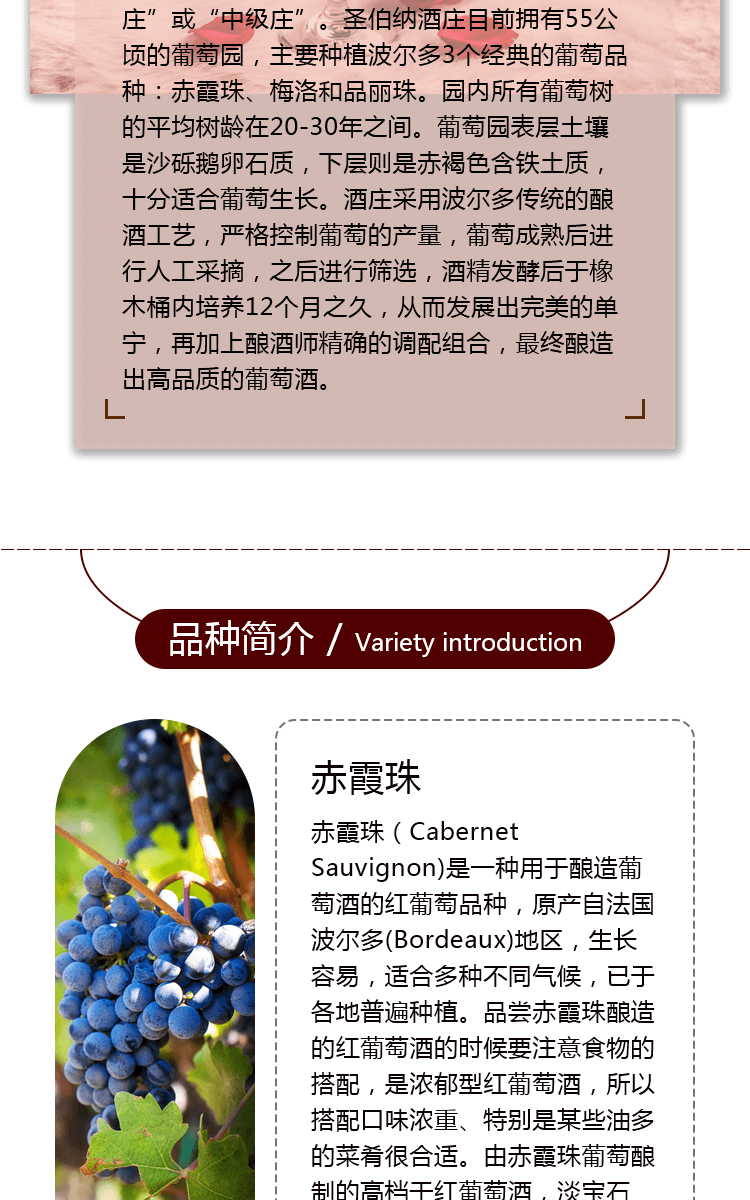 庄”或“中级庄”。圣伯纳酒庄目前拥有55公
顷的葡萄园，主要种植波尔多3个经典的葡萄品
种：赤霞珠、梅洛和品丽珠。园内所有葡萄树
的平均树龄在20-30年之间。葡萄园表层土壤
是沙砾鹅卵石质，下层则是赤褐色含铁土质，
十分适合葡萄生长。酒庄采用波尔多传统的酿
酒工艺，严格控制葡萄的产量，葡萄成熟后进
行人工采摘，之后进行筛选，酒精发酵后于橡
木桶内培养12个月之久，从而发展出完美的单
宁，再加上酿酒师精确的调配组合，最终酿造
出高品质的葡萄酒。
品种简介 / Variety introduction
赤霞珠
赤霞珠（Cabernet
Sauvignon)是一种用于酿造葡
萄酒的红葡萄品种，原产自法国
波尔多(Bordeaux)地区，生长
容易，适合多种不同气候，已于
各地普遍种植。品尝赤霞珠酿造
的红葡萄酒的时候要注意食物的
搭配，是浓郁型红葡萄酒，所以
搭配口味浓重、特别是某些油多
的菜肴很合适。由赤霞珠葡萄酿
制的高档干红葡萄酒，淡宝石